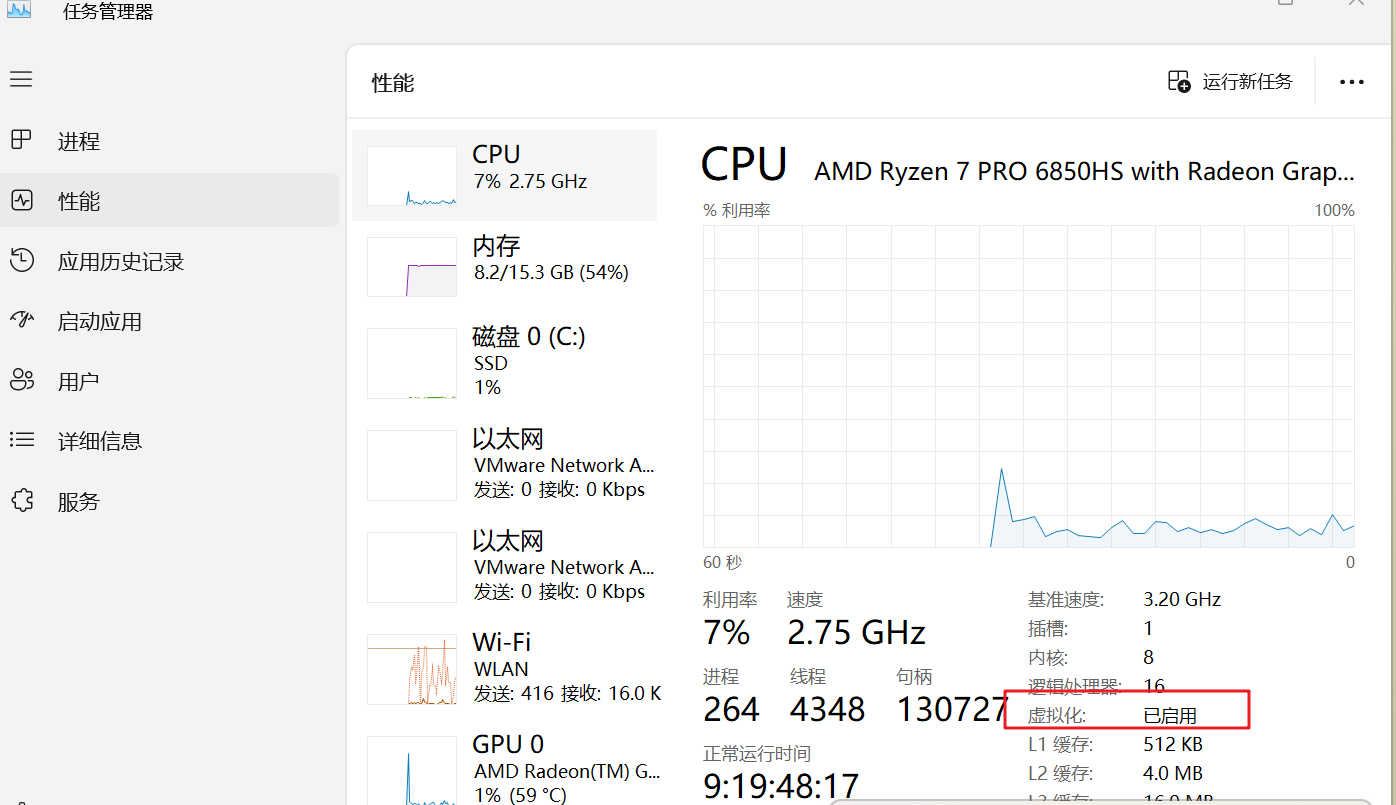 任务管理器
性能
运行新任务
进程
性能
应用历史记录
启动应用
用户
详细信息
服务
CPU
7% 2.75 GHz
内存
8.2/15.3 GB (54%)
磁盘 0 (C:)
SSD
1%
以太网
VMware Network A...
发送: 0 接收: 0 Kbps
以太网
VMware Network A...
发送: 0 接收: 0 Kbps
Wi-Fi
WLAN
发送: 416 接收: 16.0 K
GPU 0
AMD Radeon(TM) G...
1% (59 °C)
CPU AMD Ryzen 7 PRO 6850HS with Radeon Grap...
% 利用率 100%
60 秒 0
利用率 速度
7% 2.75 GHz
进程 线程 句柄
264 4348 130727
正常运行时间
9:19:48:17
基准速度: 3.20 GHz
插槽: 1
内核: 8
逻辑处理器: 16
虚拟化: 已启用
L1 缓存: 512 KB
L2 缓存: 4.0 MB
L3 缓存: 16.0 MB